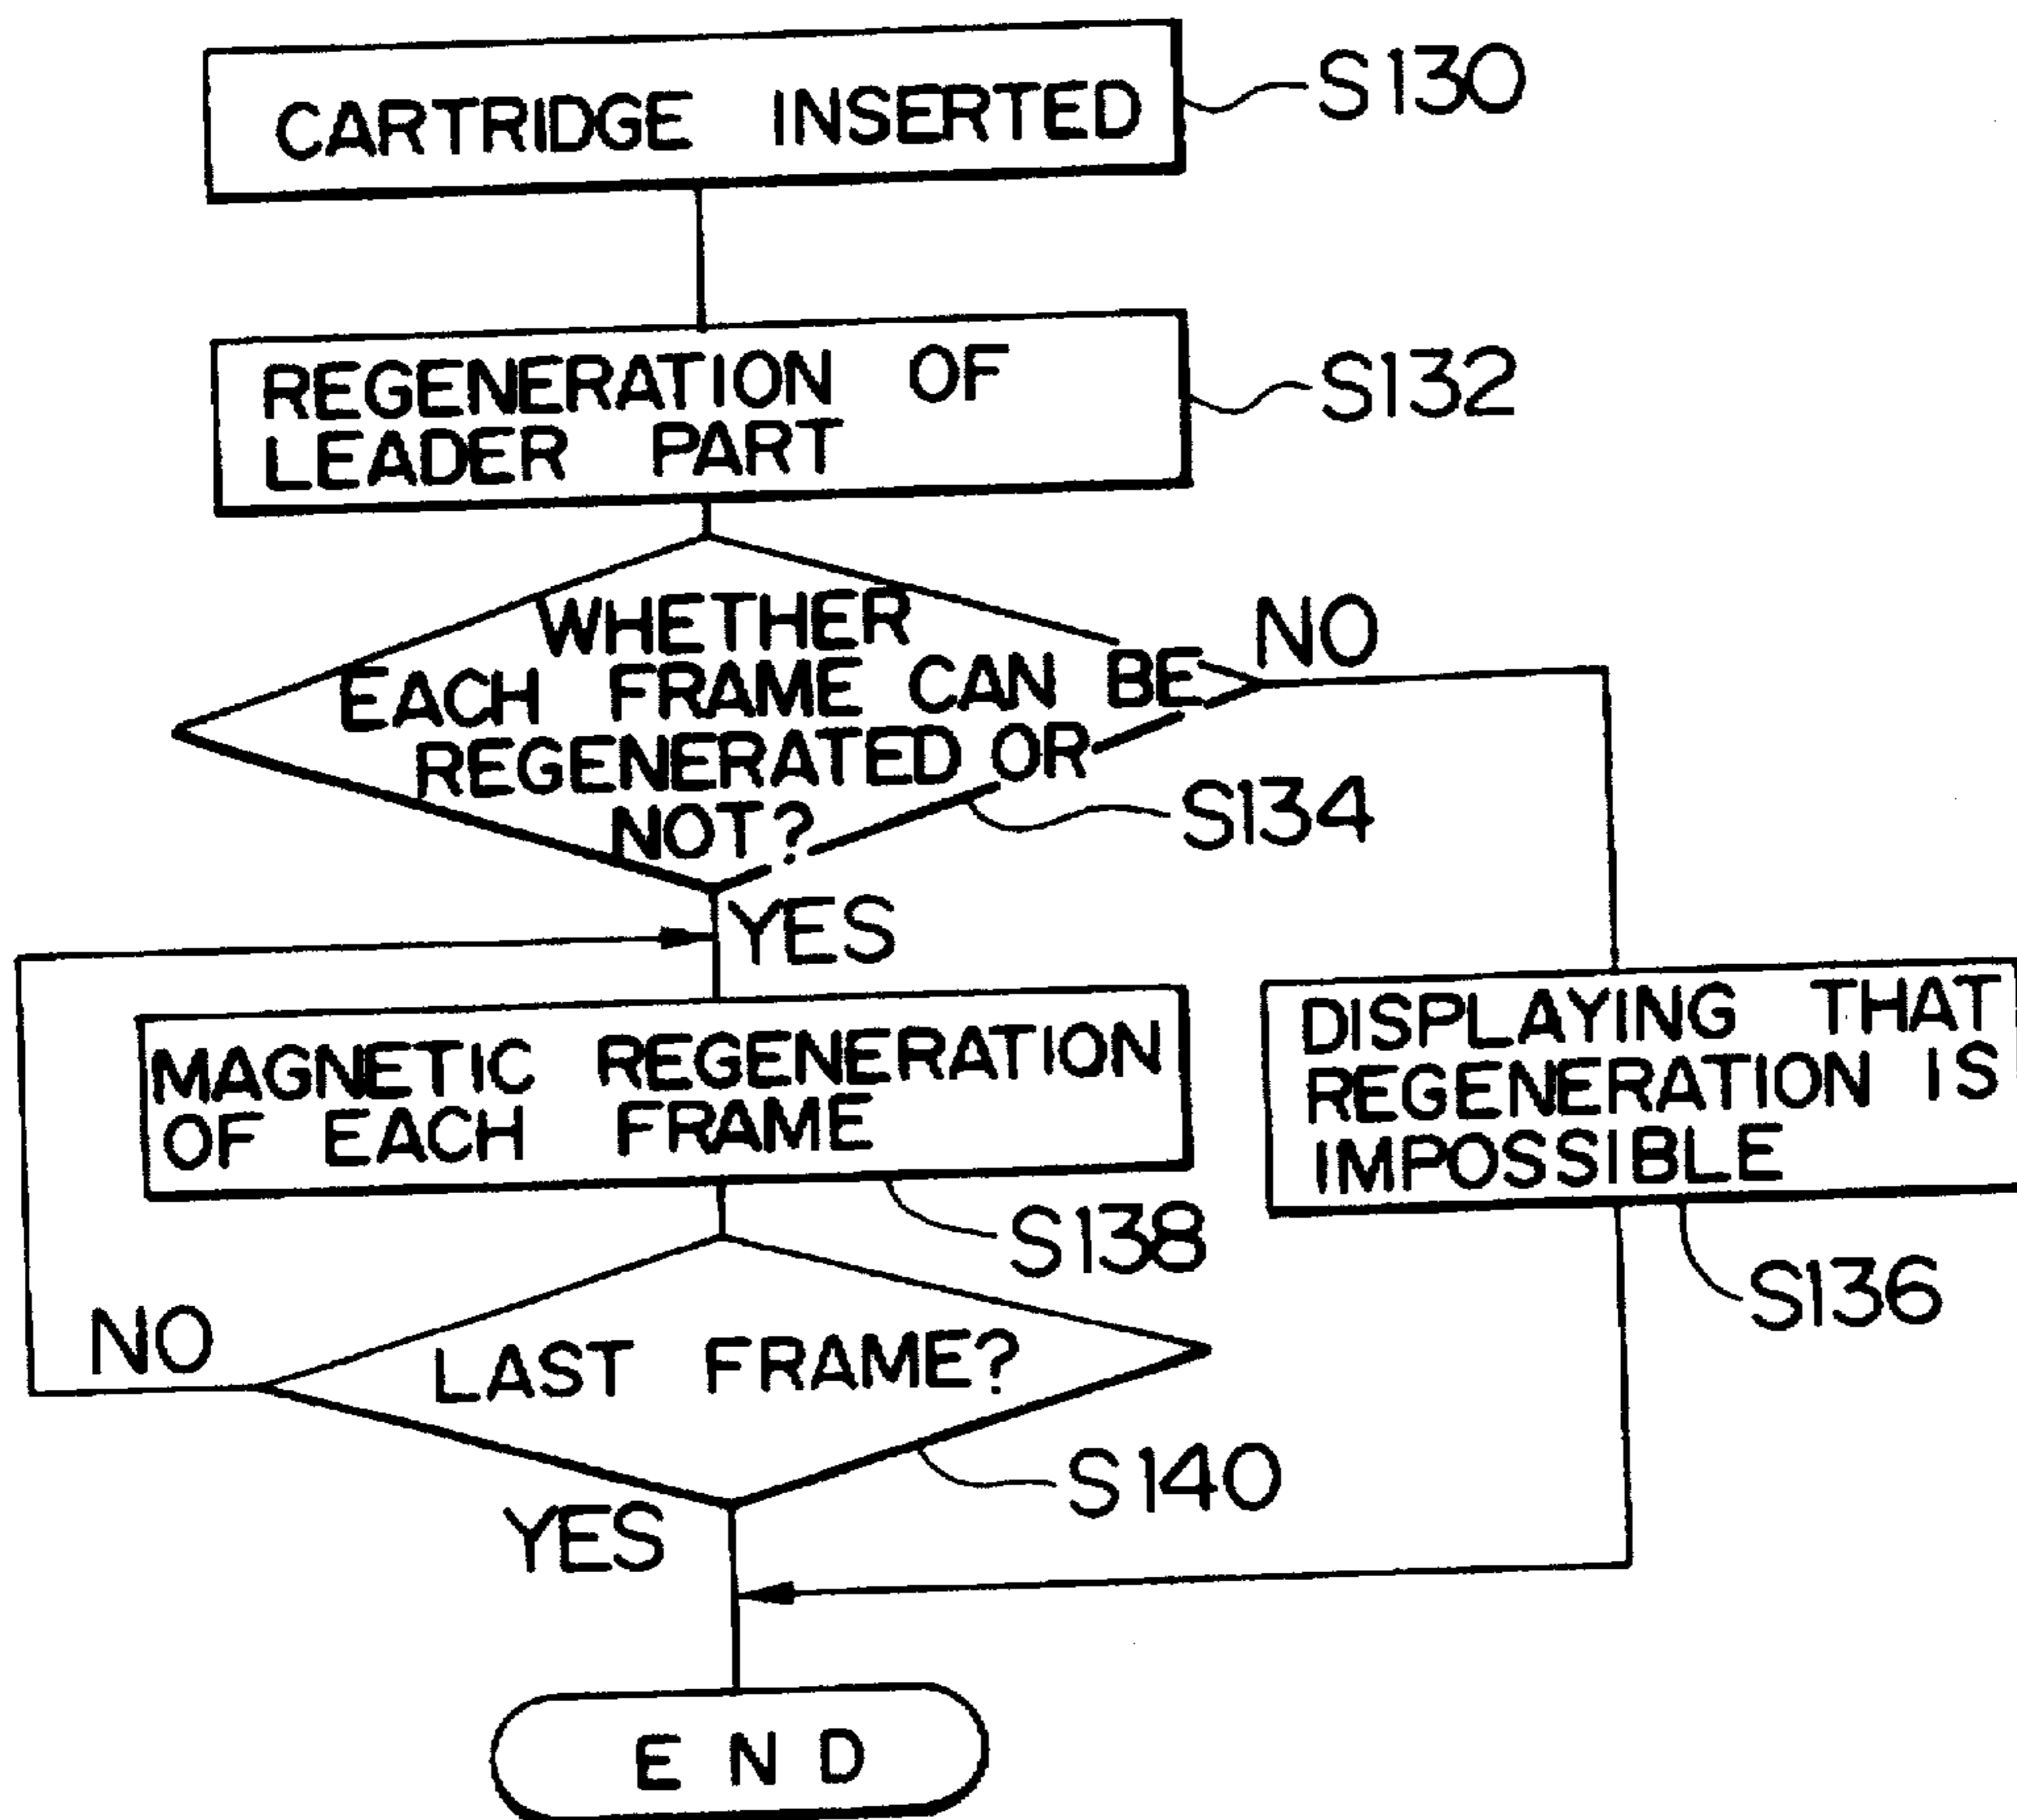 CARTRIDGE INSERTED
S130
REGENERATION OF
LEADER PART
S132
WHETHER
EACH FRAME CAN BE
REGENERATED OR
NOT?
NO
S134
YES
MAGNETIC REGENERATION
OF EACH FRAME
S138
DISPLAYING THAT
REGENERATION IS
IMPOSSIBLE
S136
LAST FRAME?
NO
S140
YES
END